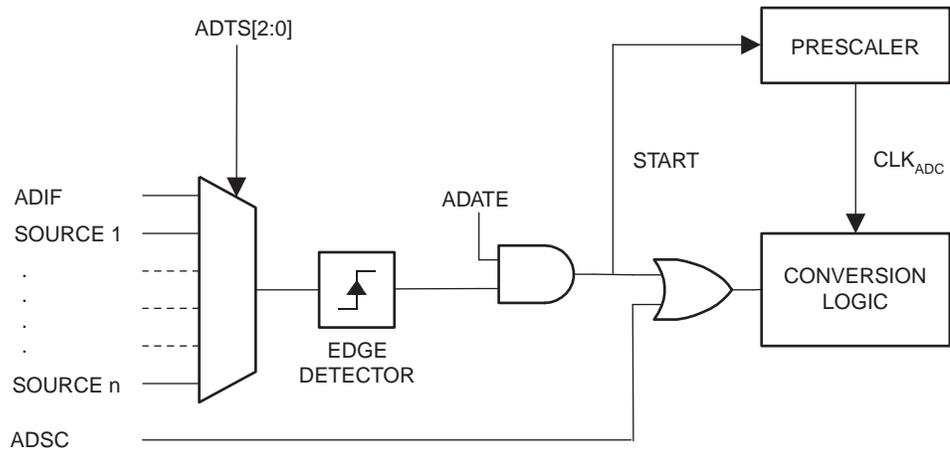 ADTS[2:0]
PRESCALER
START
CLKADC
ADIF
ADATE
SOURCE 1
.
.
.
.
CONVERSION
LOGIC
EDGE
DETECTOR
SOURCE n
ADSC